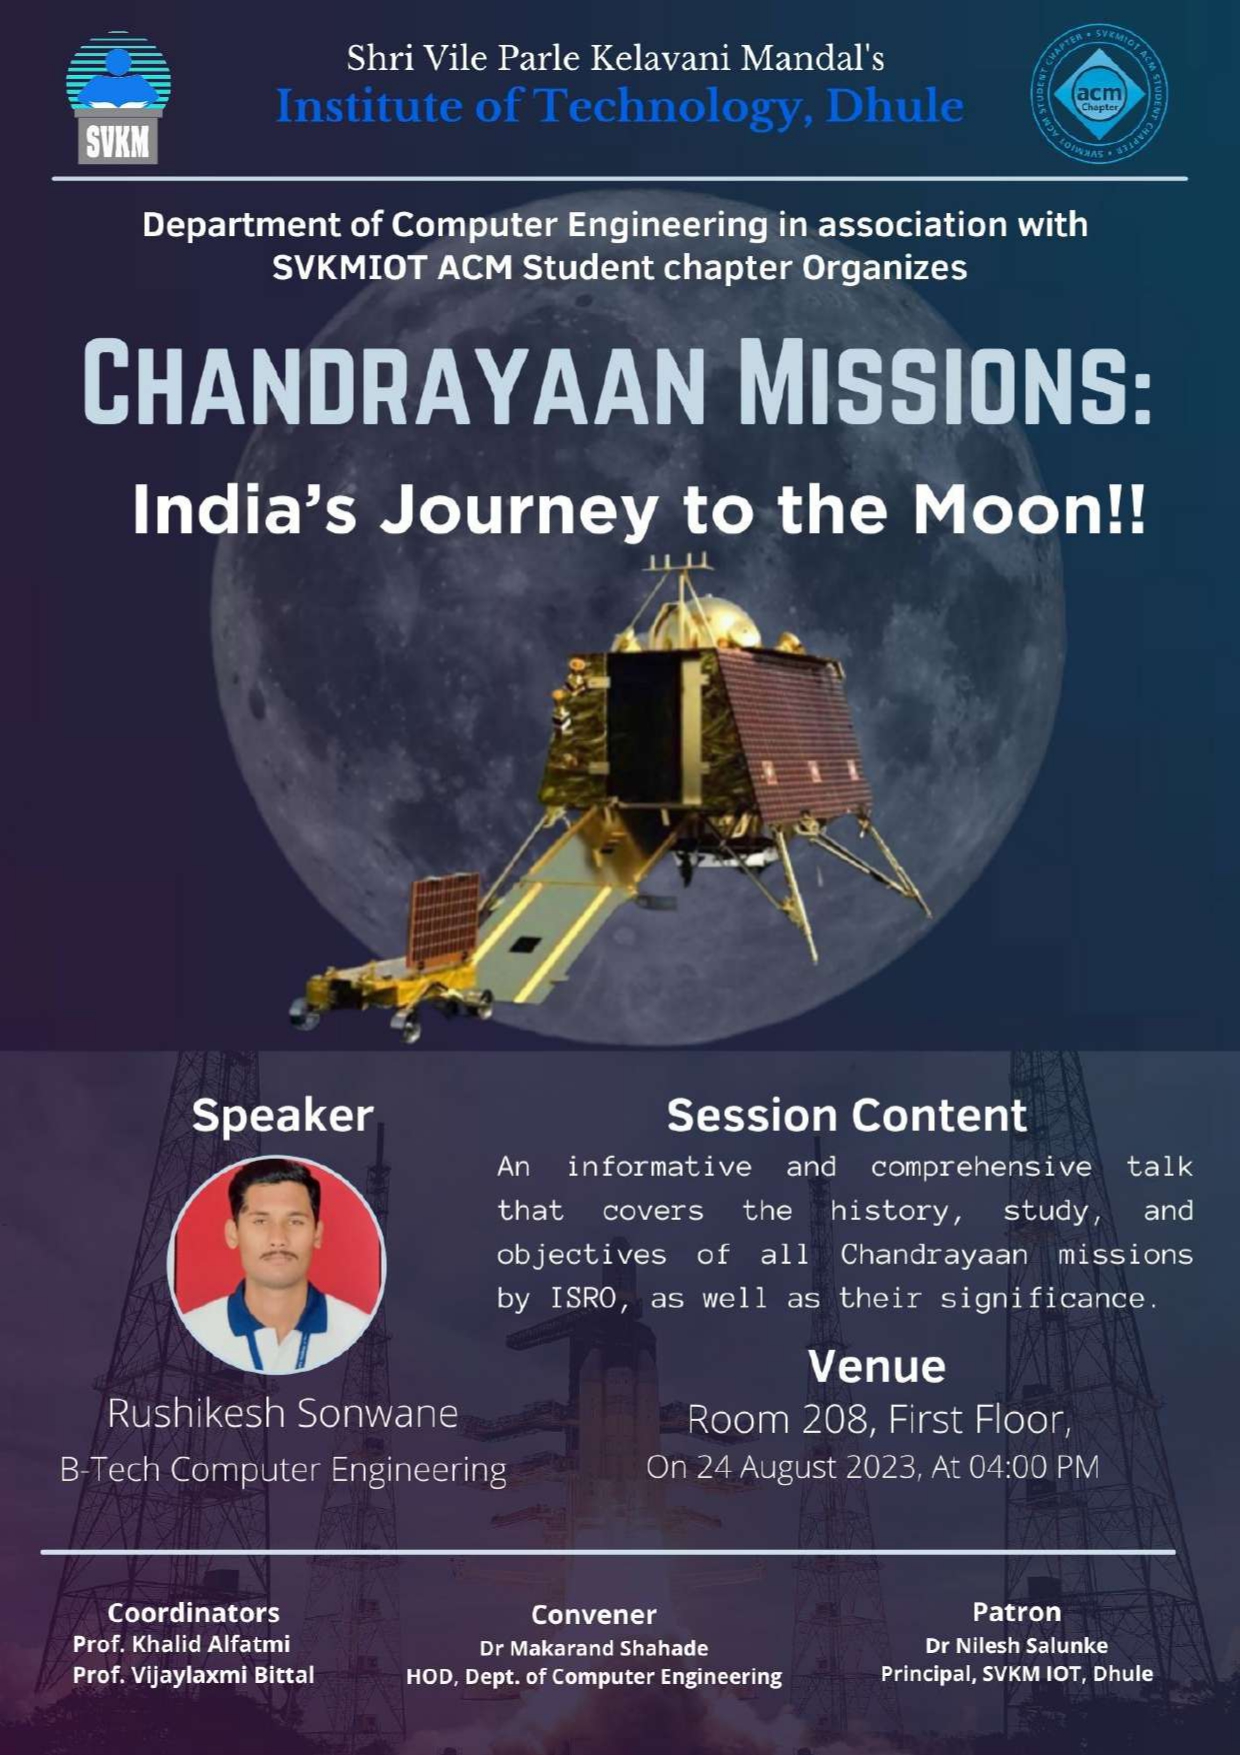 SVKM
Shri Vile Parle Kelavani Mandal's
Institute of Technology, Dhule
SVKMIOT ACM STUDENT CHAPTER • SVKMIOT ACM STUDENT CHAPTER •
acm
Chapter
Department of Computer Engineering in association with
SVKMIOT ACM Student chapter Organizes
CHANDRAYAAN MISSIONS:
India's Journey to the Moon!!
Speaker
Rushikesh Sonwane
B-Tech Computer Engineering
Session Content
An informative and comprehensive talk
that covers the history, study, and
objectives of all Chandrayaan missions
by ISRO, as well as their significance.
Venue
Room 208, First Floor,
On 24 August 2023, At 04:00 PM
Coordinators
Prof. Khalid Alfatmi
Prof. Vijaylaxmi Bittal
Convener
Dr Makarand Shahade
HOD, Dept. of Computer Engineering
Patron
Dr Nilesh Salunke
Principal, SVKM IOT, Dhule